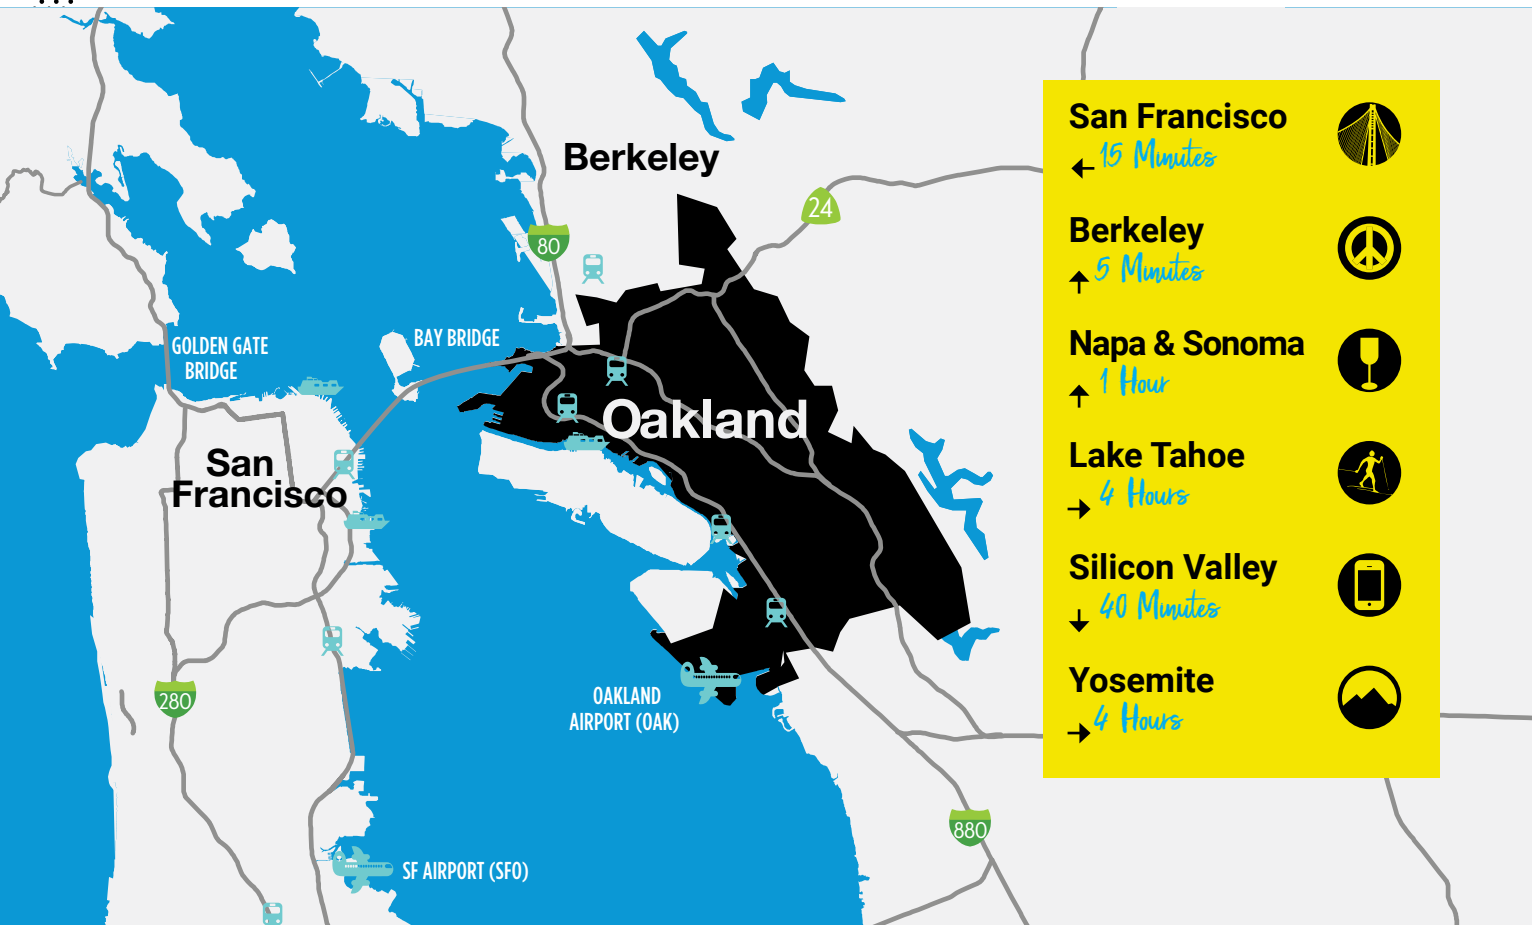 Berkeley
24
80
GOLDEN GATE
BRIDGE
BAY BRIDGE
Oakland
San
Francisco
280
OAKLAND
AIRPORT (OAK)
880
SF AIRPORT (SFO)
San Francisco
15 Minutes
Berkeley
5 Minutes
Napa & Sonoma
1 Hour
Lake Tahoe
4 Hours
Silicon Valley
40 Minutes
Yosemite
4 Hours